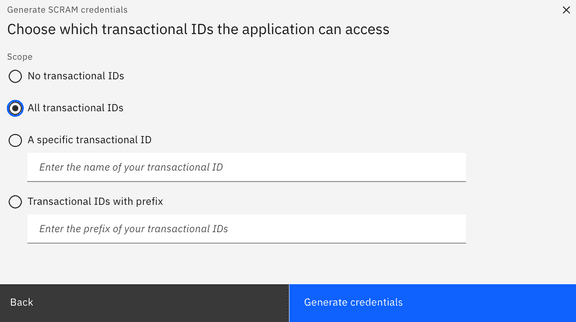 Generate SCRAM credentials
Choose which transactional IDs the application can access
Scope
No transactional IDs
All transactional IDs
A specific transactional ID
Enter the name of your transactional ID
Transactional IDs with prefix
Enter the prefix of your transactional IDs
Back
Generate credentials